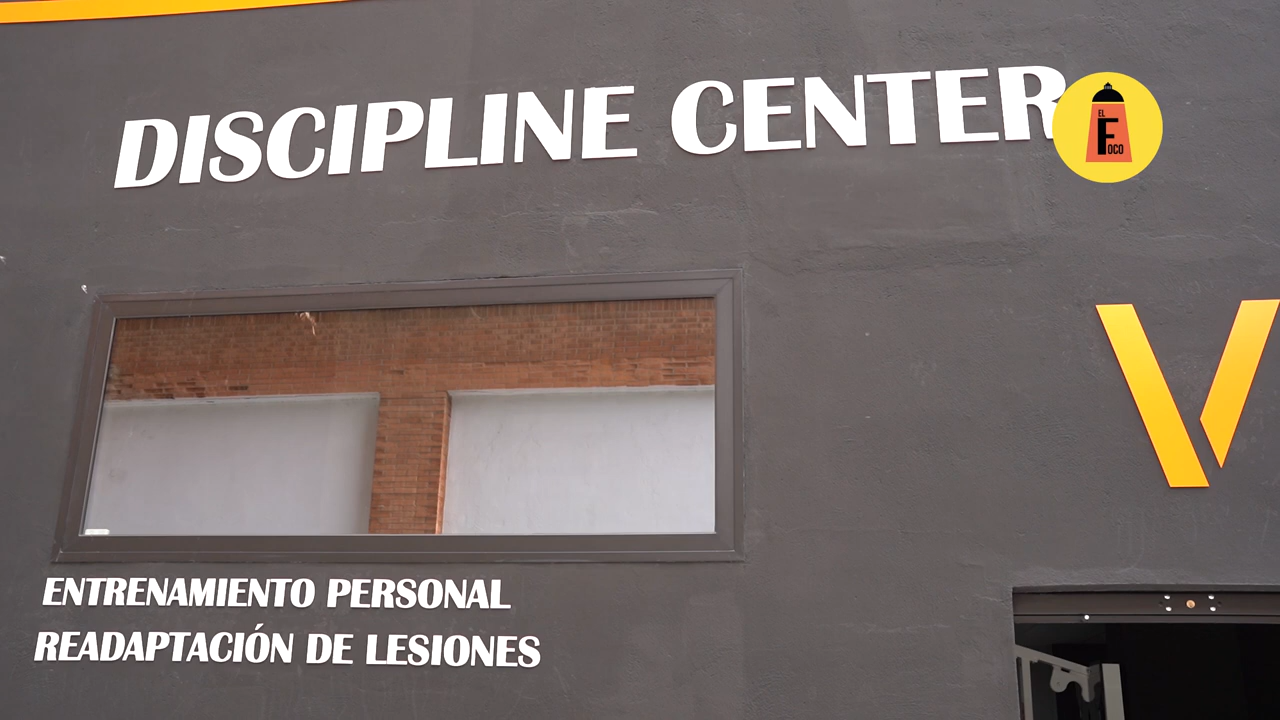 DISCIPLINE CENTER
EL
FOCO
V
ENTRENAMIENTO PERSONAL
READAPTACIÓN DE LESIONES